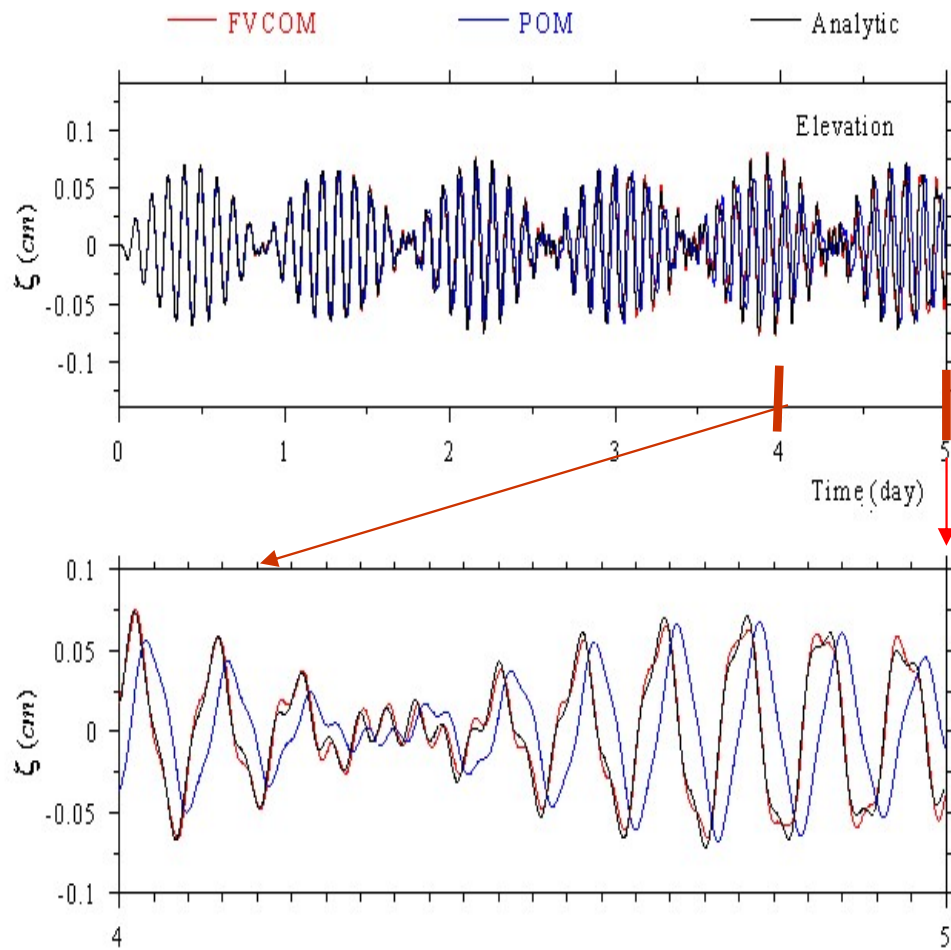 FVCOM POM Analytic
Elevation
0.1
0.05
0
-0.05
-0.1
ζ (cm)
0 1 2 3 4 5
Time (day)
0.1
0.05
0
-0.05
-0.1
ζ (cm)
4 5